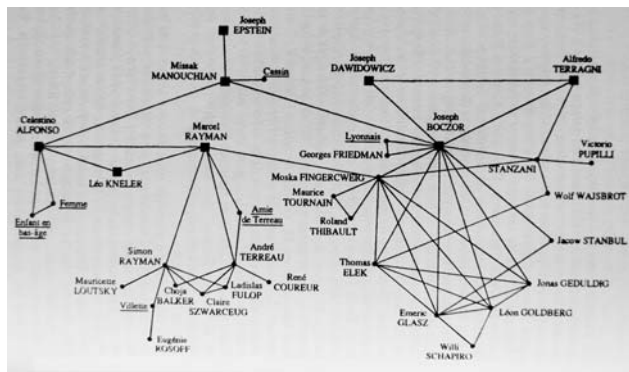 Joseph
EPSTEIN
Missak
MANOUCHIAN
Cassin
Joseph
DAWIDOWICZ
Alfredo
TERRAGNI
Celestino
ALFONSO
Marcel
RAYMAN
Lyonnais
Georges FRIEDMAN
Joseph
BOCZOR
Victorio
PUPILLI
STANZANI
Léo KNELER
Moska FINGERCWEIG
Maurice
TOURNAIN
Wolf WAJSBROT
Femme
Enfant en
bas-âge
Amie
de Terreau
Roland
THIBAULT
Jacow STANBUL
Simon
RAYMAN
André
TERREAU
Thomas
ELEK
Mauricette
LOUTSKY
Choja
BALKER
Ladislas
FULOP
René
COUREUR
Jonas GEDULDIG
Villette
Claire
SZWARCEUG
Emeric
GLASZ
Léon GOLDBERG
Eugénie
ROSOFF
Willi
SCHAPIRO